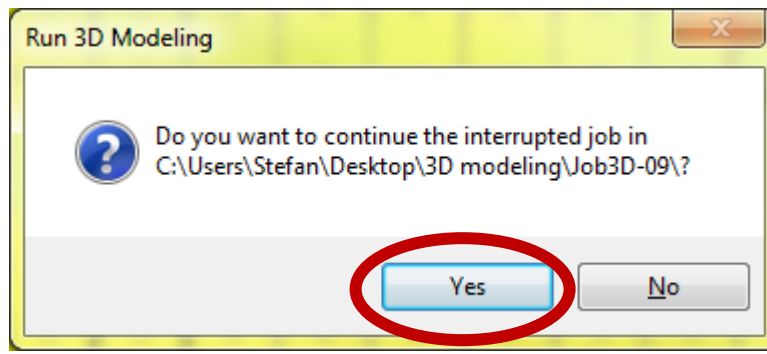 Run 3D Modeling
Do you want to continue the interrupted job in
C:\Users\Stefan\Desktop\3D modeling\Job3D-09\?
Yes
No